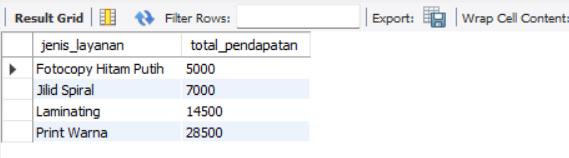 Result Grid Filter Rows: Export: Wrap Cell Content:
jenis_layanan total_pendapatan
Fotocopy Hitam Putih 5000
Jilid Spiral 7000
Laminating 14500
Print Warna 28500